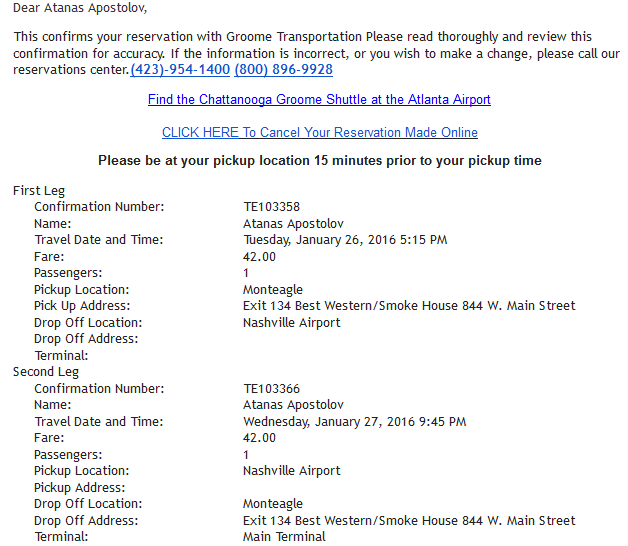 Dear Atanas Apostolov,
This confirms your reservation with Groome Transportation Please read thoroughly and review this
confirmation for accuracy. If the information is incorrect, or you wish to make a change, please call our
reservations center.(423)-954-1400 (800) 896-9928
Find the Chattanooga Groome Shuttle at the Atlanta Airport
CLICK HERE To Cancel Your Reservation Made Online
Please be at your pickup location 15 minutes prior to your pickup time
First Leg
Confirmation Number: TE103358
Name: Atanas Apostolov
Travel Date and Time: Tuesday, January 26, 2016 5:15 PM
Fare: 42.00
Passengers: 1
Pickup Location: Monteagle
Pick Up Address: Exit 134 Best Western/Smoke House 844 W. Main Street
Drop Off Location: Nashville Airport
Drop Off Address:
Terminal:
Second Leg
Confirmation Number: TE103366
Name: Atanas Apostolov
Travel Date and Time: Wednesday, January 27, 2016 9:45 PM
Fare: 42.00
Passengers: 1
Pickup Location: Nashville Airport
Pickup Address:
Drop Off Location: Monteagle
Drop Off Address: Exit 134 Best Western/Smoke House 844 W. Main Street
Terminal: Main Terminal